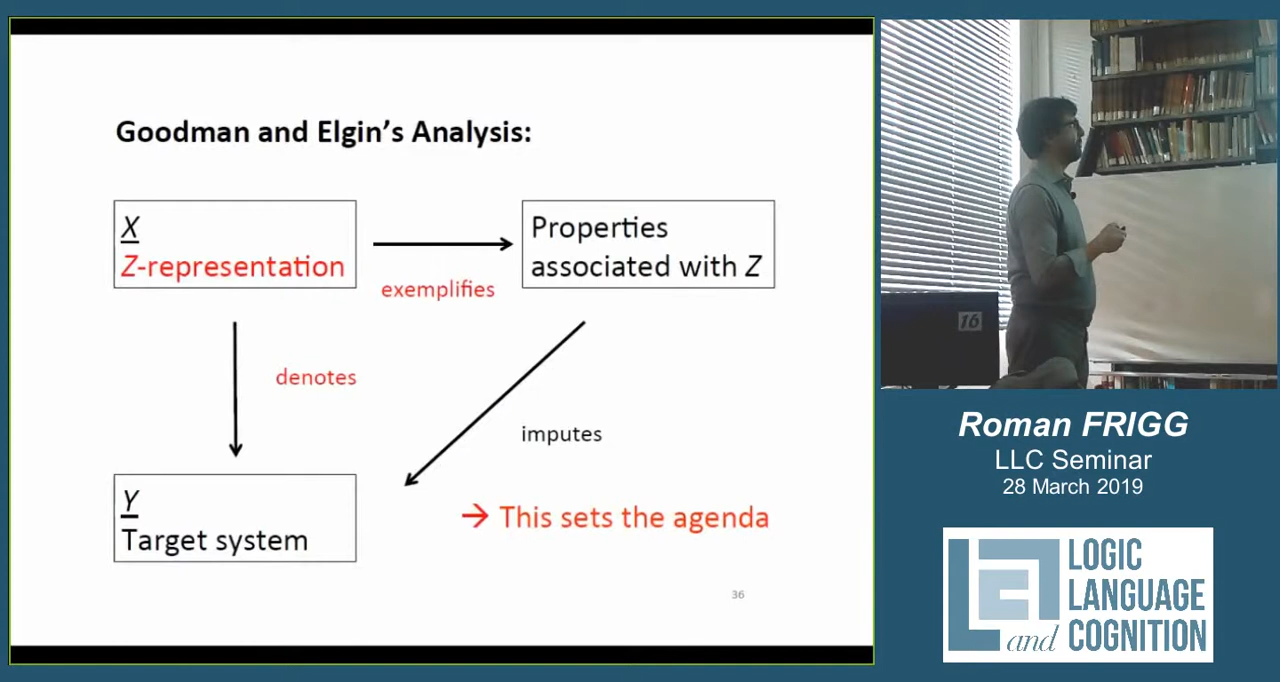 Goodman and Elgin's Analysis:
X
Z-representation
exemplifies
Properties
associated with Z
denotes
imputes
Y
Target system
→ This sets the agenda
36
16
Roman FRIGG
LLC Seminar
28 March 2019
LOGIC
LANGUAGE
and COGNITION